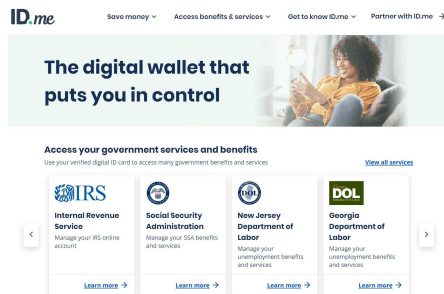 ID.me
Save money
Access benefits & services
Get to know ID.me
Partner with ID.me →
The digital wallet that
puts you in control
Access your government services and benefits
Use your verified digital ID card to access many government benefits and services
View all services
IRS
Internal Revenue
Service
Manage your IRS online
account
Learn more →
Social Security
Administration
Manage your SSA benefits
and services
Learn more →
DOL
New Jersey
Department of
Labor
Manage your
unemployment benefits
and services
Learn more →
DOL
Georgia
Department of
Labor
Manage your
unemployment benefits
and services
Learn more →